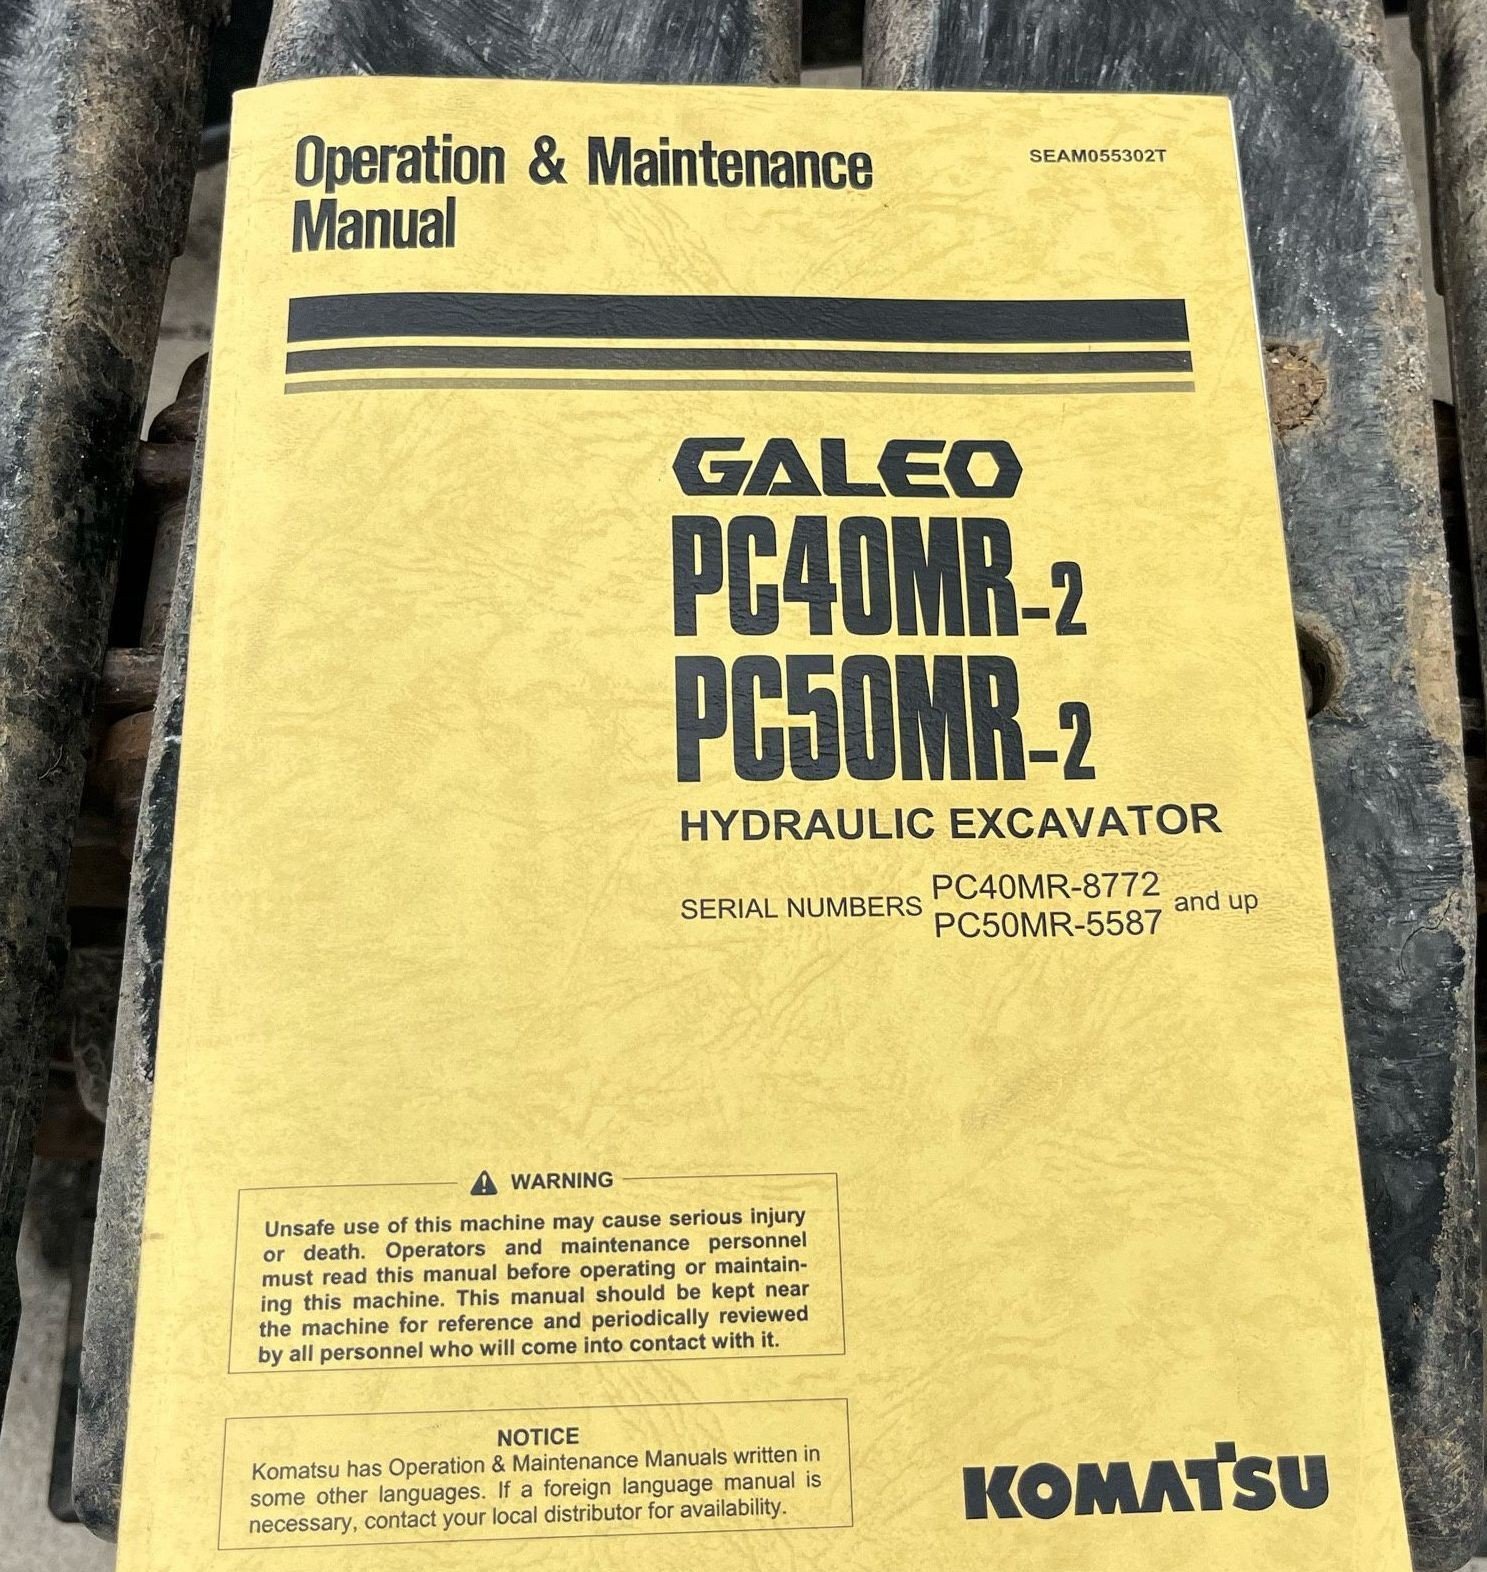 Operation & Maintenance
Manual
SEAM055302T
GALEO
PC40MR-2
PC50MR-2
HYDRAULIC EXCAVATOR
SERIAL NUMBERS PC40MR-8772 and up
PC50MR-5587
WARNING
Unsafe use of this machine may cause serious injury
or death. Operators and maintenance personnel
must read this manual before operating or maintain-
ing this machine. This manual should be kept near
the machine for reference and periodically reviewed
by all personnel who will come into contact with it.
NOTICE
Komatsu has Operation & Maintenance Manuals written in
some other languages. If a foreign language manual is
necessary, contact your local distributor for availability.
KOMATSU